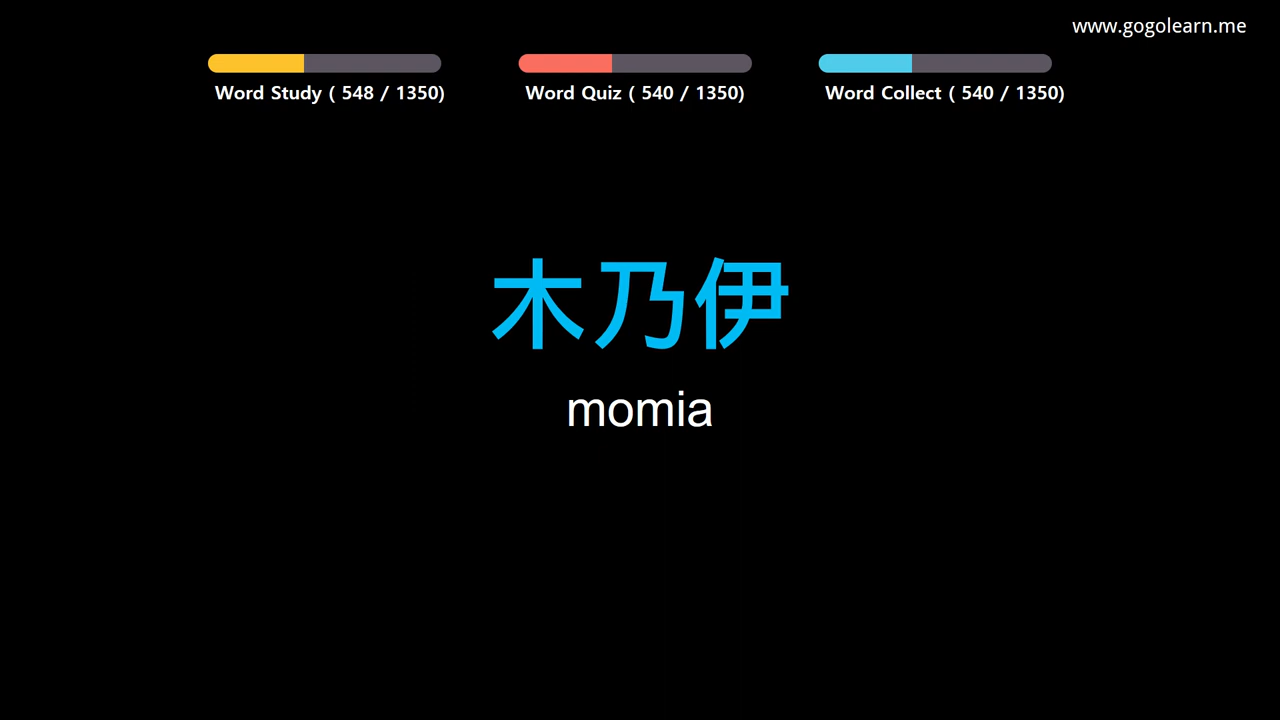 www.gogolearn.me
Word Study ( 548 / 1350)
Word Quiz ( 540 / 1350)
Word Collect ( 540 / 1350)
木乃伊
momia